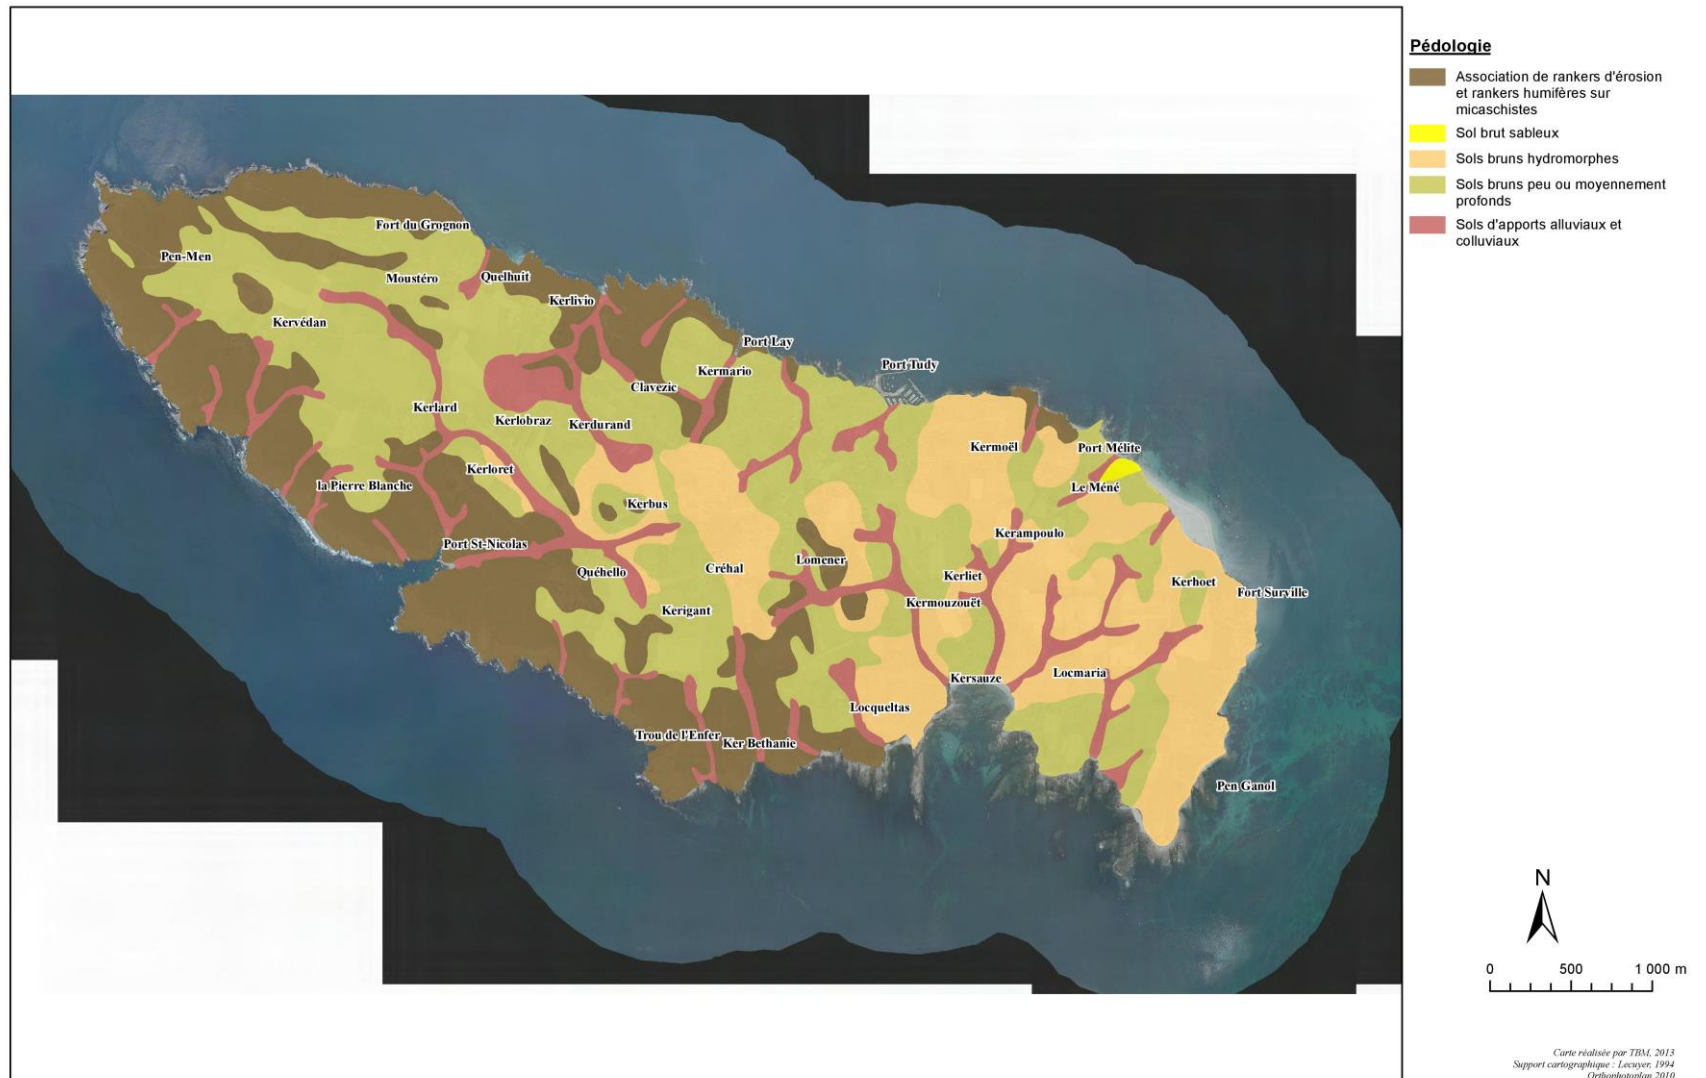 Pédologie
Association de rankers d'érosion
et rankers humifères sur
micaschistes
Sol brut sableux
Sols bruns hydromorphes
Sols bruns peu ou moyennement
profonds
Sols d'apports alluviaux et
colluviaux
Fort du Grognon
Pen-Men
Moustéro
Quelhuit
Kerlivio
Kervédan
Port Lay
Port Tudy
Kermario
Clavezic
Kerlard
Kerlobraz
Kerdurand
Kermoël
Port Mélite
Kerloret
la Pierre Blanche
Le Méné
Kerbus
Kerampoulo
Port St-Nicolas
Lomener
Quéhello
Créhal
Kerliet
Kerhoet
Fort Surville
Kermouzouët
Kerigant
Locmaria
Kersauze
Locqueltas
Trou de l'Enfer
Ker Bethanie
Pen Ganol
N
0 500 1 000 m
Carte réalisée par TBM, 2013
Support cartographique : Lecuyer, 1994
Orthophotoplan 2010